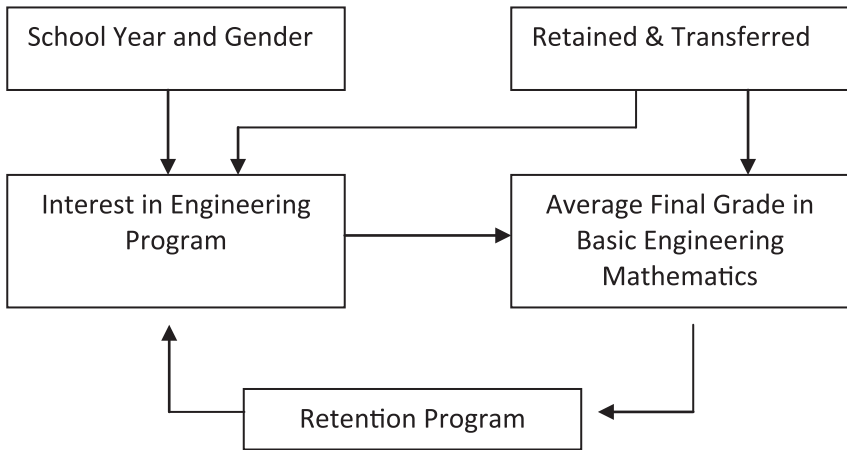 School Year and Gender
Retained & Transferred
Interest in Engineering
Program
Average Final Grade in
Basic Engineering
Mathematics
Retention Program